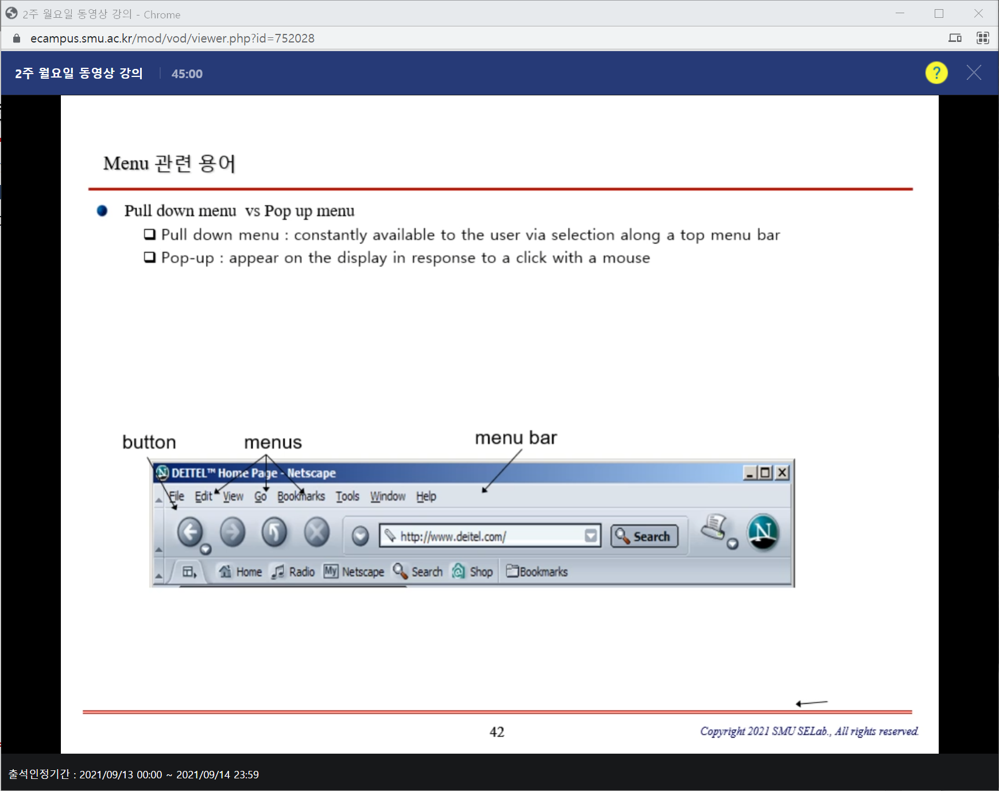 2주 월요일 동영상 강의 - Chrome
ecampus.smu.ac.kr/mod/vod/viewer.php?id=752028
2주 월요일 동영상 강의 45:00
?
Menu 관련 용어
Pull down menu vs Pop up menu
Pull down menu : constantly available to the user via selection along a top menu bar
Pop-up : appear on the display in response to a click with a mouse
button menus menu bar
DEITEL™ Home Page - Netscape
File Edit View Go Bookmarks Tools Window Help
http://www.deitel.com/ Search N
Home Radio My Netscape Search Shop Bookmarks
42 Copyright 2021 SMU SELab., All rights reserved.
출석인정기간 : 2021/09/13 00:00 ~ 2021/09/14 23:59